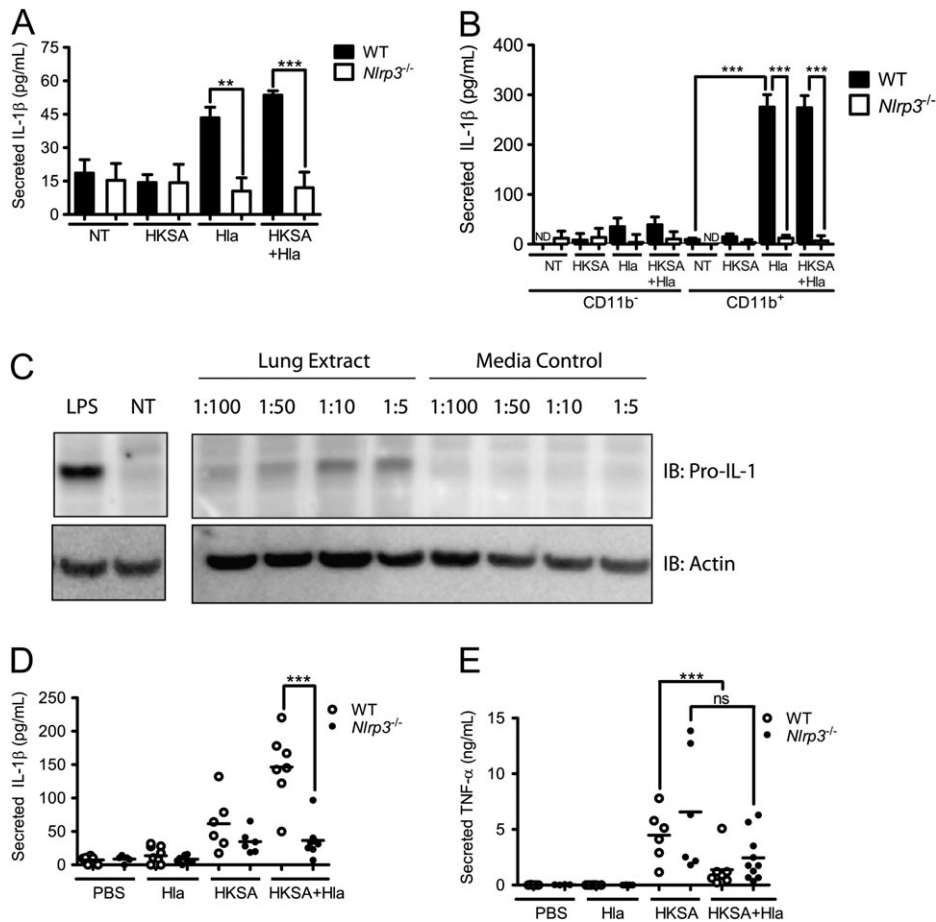 A
Secreted IL-1β (pg/mL)
75
60
45
30
15
0
**
***
WT
Nlrp3-/-
NT
HKSA
Hla
HKSA
+Hla
B
Secreted IL-1β (pg/mL)
400
300
200
100
0
***
***
***
WT
Nlrp3-/-
ND
ND
NT
HKSA
Hla
HKSA
+Hla
NT
HKSA
Hla
HKSA
+Hla
CD11b-
CD11b+
C
Lung Extract
Media Control
LPS
NT
1:100
1:50
1:10
1:5
1:100
1:50
1:10
1:5
IB: Pro-IL-1
IB: Actin
D
Secreted IL-1β (pg/mL)
250
200
150
100
50
0
***
WT
Nlrp3-/-
PBS
Hla
HKSA
HKSA+Hla
E
Secreted TNF-α (ng/mL)
15
10
5
0
***
ns
WT
Nlrp3-/-
PBS
Hla
HKSA
HKSA+Hla